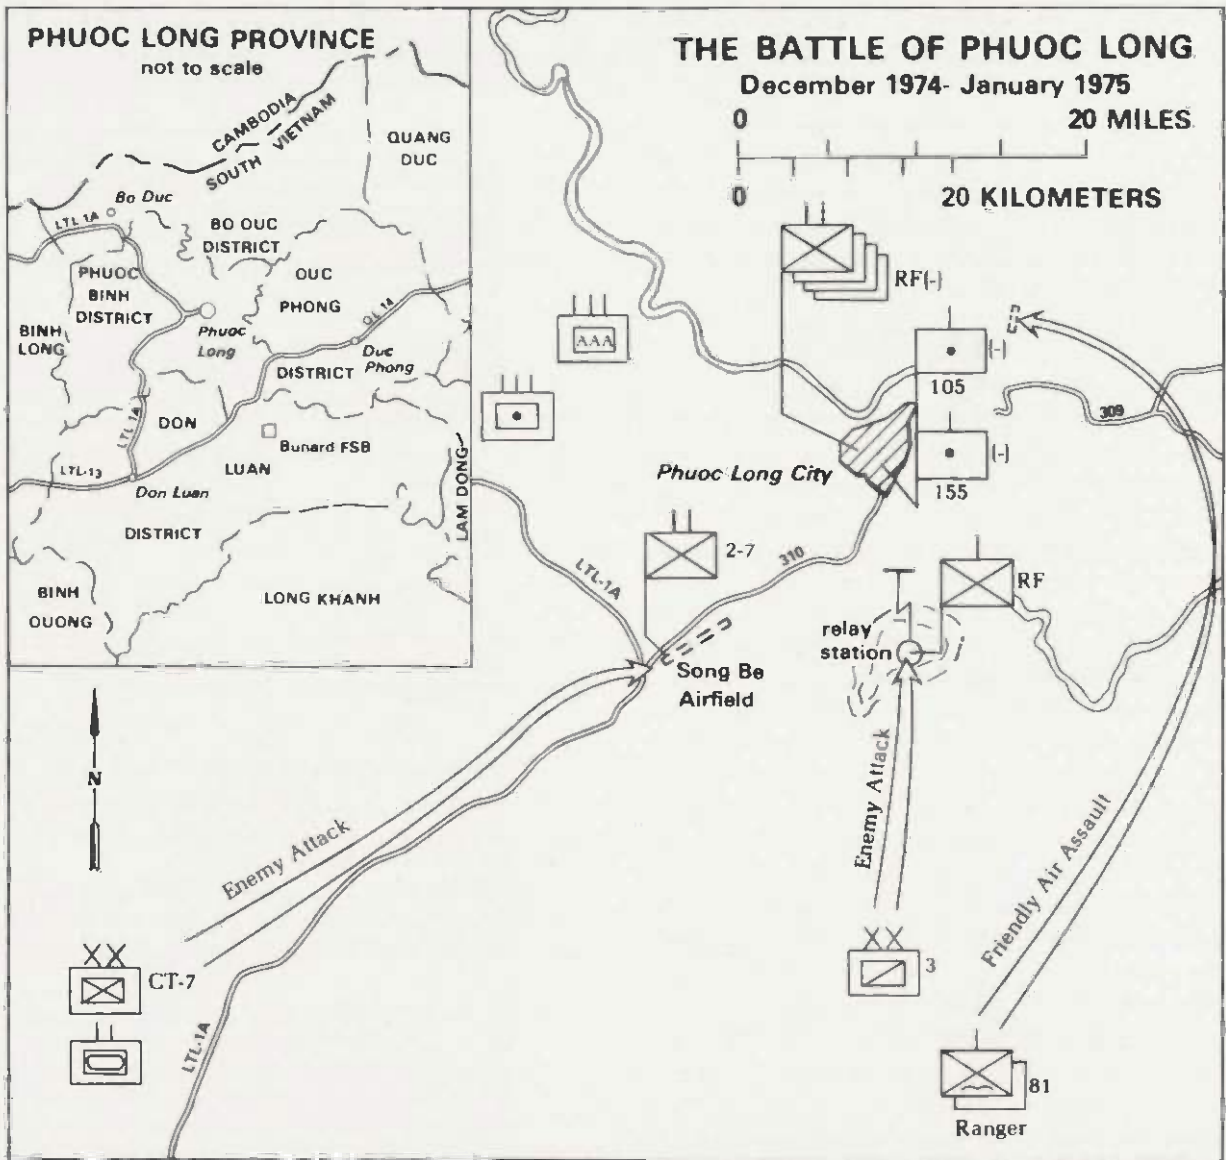 PHUOC LONG PROVINCE
not to scale
CAMBODIA
SOUTH VIETNAM
QUANG
DUC
Bo Duc
LTL 1A
BO OUC
DISTRICT
PHUOC
BINH
DISTRICT
OUC
PHONG
DISTRICT
QL 14
BINH
LONG
Phuoc
Long
Duc
Phong
LTL 1A
DON
LUAN
DISTRICT
Bunard FSB
LTL-13
Don Luan
LAM DONG
BINH
OUONG
LONG KHANH
THE BATTLE OF PHUOC LONG
December 1974- January 1975
0 20 MILES
0 20 KILOMETERS
RF(-)
AAA
(-)
105
309
Phuoc Long City
(-)
155
2-7
310
LTL-1A
RF
relay
station
Song Be
Airfield
N
Enemy Attack
Enemy Attack
Friendly Air Assault
XX
CT-7
XX
3
LTL-1A
81
Ranger